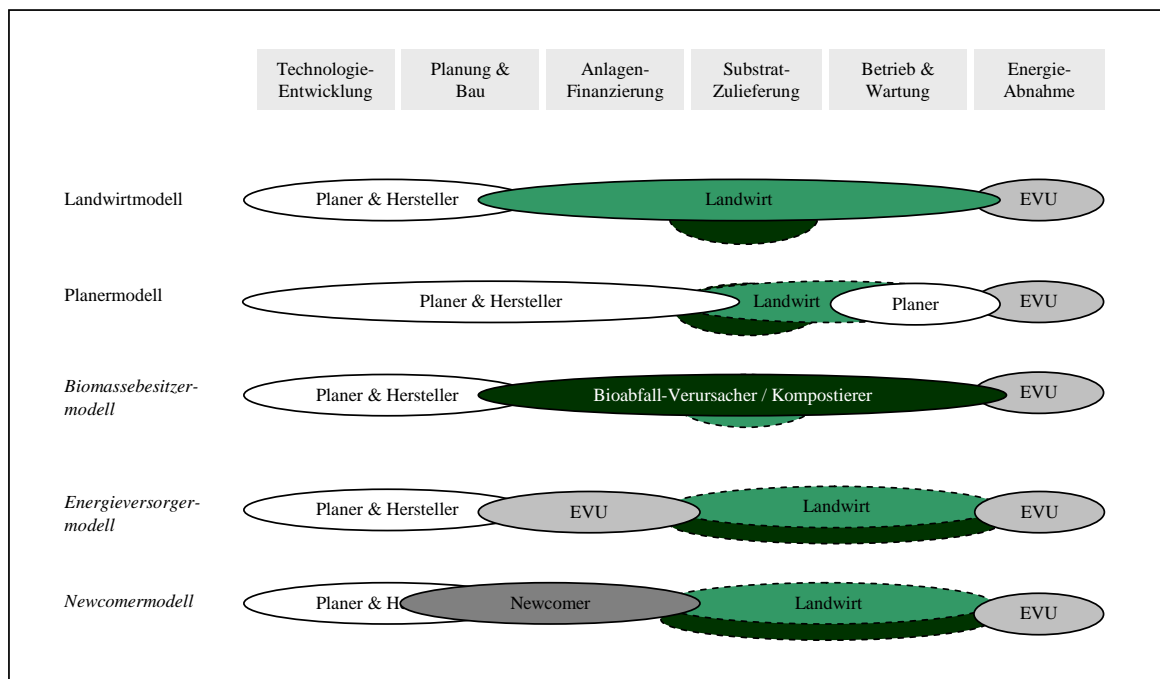 Technologie-
Entwicklung
Planung &
Bau
Anlagen-
Finanzierung
Substrat-
Zulieferung
Betrieb &
Wartung
Energie-
Abnahme
Landwirtmodell
Planer & Hersteller
Landwirt
EVU
Planermodell
Planer & Hersteller
Landwirt
Planer
EVU
Biomassebesitzer-
modell
Planer & Hersteller
Bioabfall-Verursacher / Kompostierer
EVU
Energieversorger-
modell
Planer & Hersteller
EVU
Landwirt
EVU
Newcomermodell
Planer & H
Newcomer
Landwirt
EVU